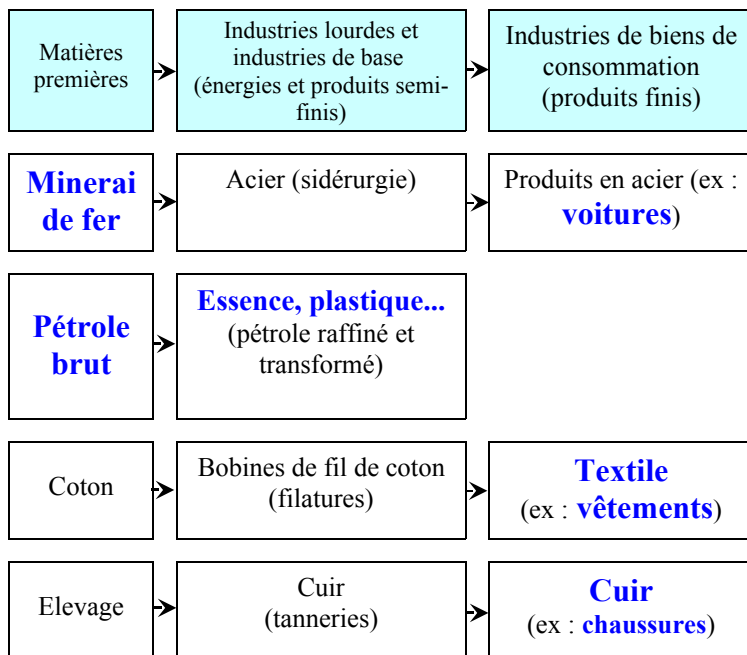 Matières
premières
Industries lourdes et
industries de base
(énergies et produits semi-
finis)
Industries de biens de
consommation
(produits finis)
Minerai
de fer
Acier (sidérurgie)
Produits en acier (ex :
voitures)
Pétrole
brut
Essence, plastique...
(pétrole raffiné et
transformé)
Coton
Bobines de fil de coton
(filatures)
Textile
(ex : vêtements)
Elevage
Cuir
(tanneries)
Cuir
(ex : chaussures)